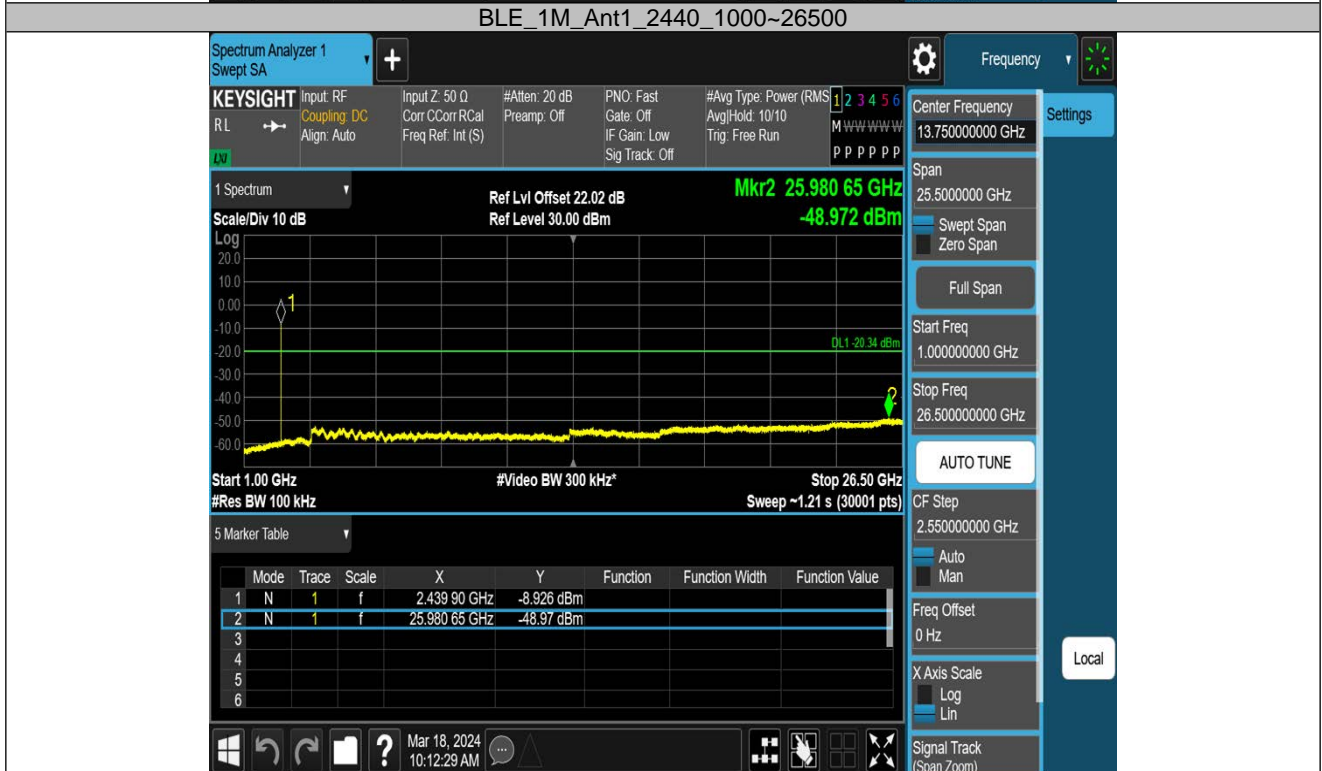 BLE_1M_Ant1_2440_1000~26500
Spectrum Analyzer 1
Swept SA
+
Frequency
KEYSIGHT
RL
LXI
Input: RF
Coupling: DC
Align: Auto
Input Z: 50 Ω
Corr CCorr RCal
Freq Ref: Int (S)
#Atten: 20 dB
Preamp: Off
PNO: Fast
Gate: Off
IF Gain: Low
Sig Track: Off
#Avg Type: Power (RMS
Avg|Hold: 10/10
Trig: Free Run
1 2 3 4 5 6
M W W W W W
P P P P P P
1 Spectrum
Scale/Div 10 dB
Ref Lvl Offset 22.02 dB
Ref Level 30.00 dBm
Mkr2 25.980 65 GHz
-48.972 dBm
Log
20.0
10.0
0.00
-10.0
-20.0
-30.0
-40.0
-50.0
-60.0
1
2
DL1 -20.34 dBm
Start 1.00 GHz
#Res BW 100 kHz
#Video BW 300 kHz*
Stop 26.50 GHz
Sweep ~1.21 s (30001 pts)
5 Marker Table
Mode Trace Scale X Y Function Function Width Function Value
1 N 1 f 2.439 90 GHz -8.926 dBm
2 N 1 f 25.980 65 GHz -48.97 dBm
3
4
5
6
?
Mar 18, 2024
10:12:29 AM
Center Frequency
13.750000000 GHz
Span
25.5000000 GHz
Swept Span
Zero Span
Full Span
Start Freq
1.000000000 GHz
Stop Freq
26.500000000 GHz
AUTO TUNE
CF Step
2.550000000 GHz
Auto
Man
Freq Offset
0 Hz
X Axis Scale
Log
Lin
Signal Track
(Span Zoom)
Settings
Local